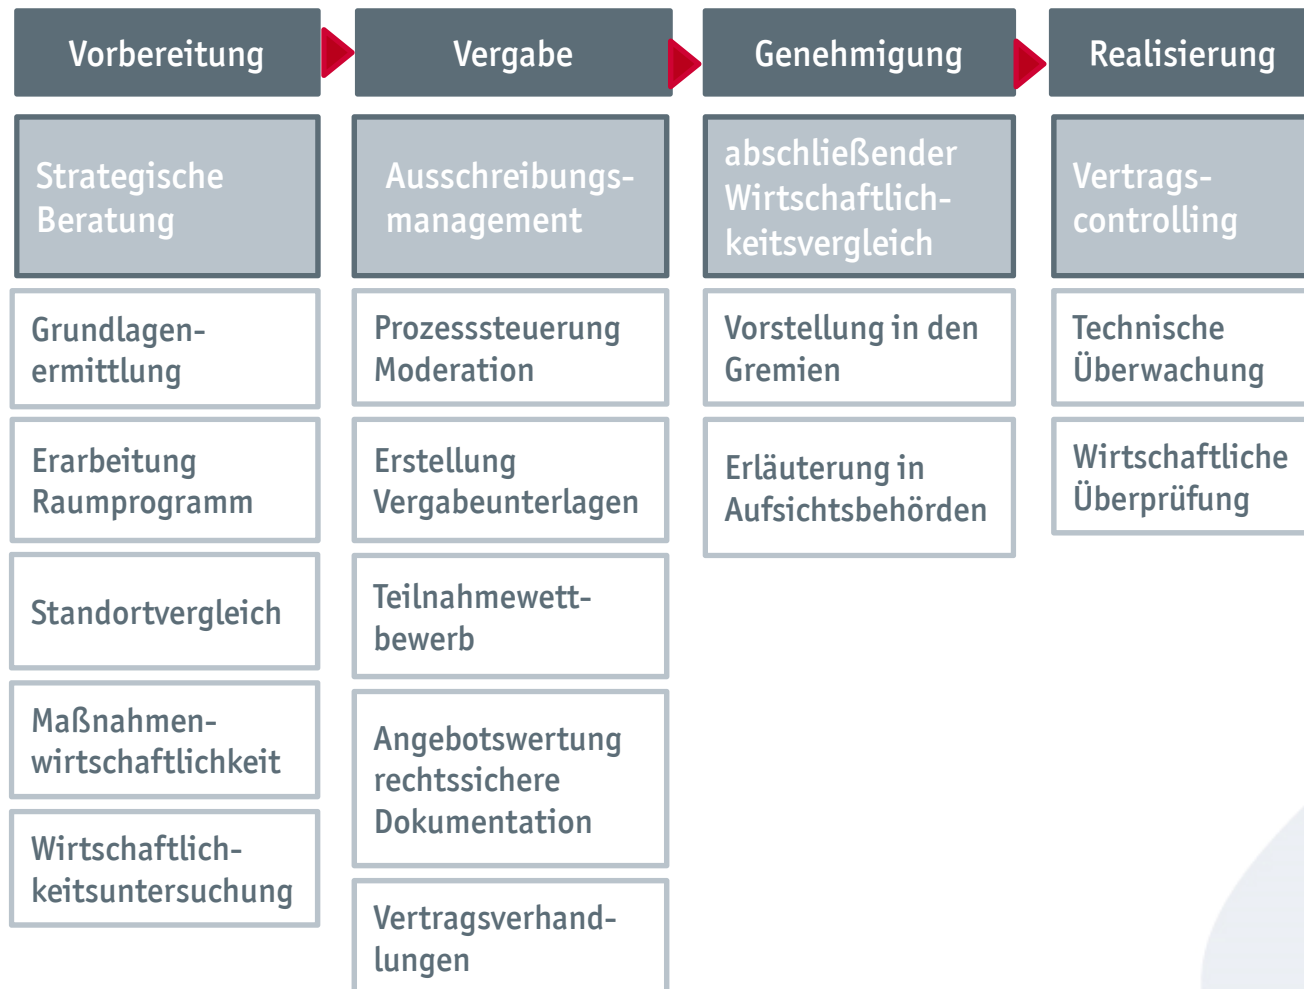 Vorbereitung
Vergabe
Genehmigung
Realisierung
Strategische
Beratung
Ausschreibungs-
management
abschließender
Wirtschaftlich-
keitsvergleich
Vertrags-
controlling
Grundlagen-
ermittlung
Prozesssteuerung
Moderation
Vorstellung in den
Gremien
Technische
Überwachung
Erarbeitung
Raumprogramm
Erstellung
Vergabeunterlagen
Erläuterung in
Aufsichtsbehörden
Wirtschaftliche
Überprüfung
Standortvergleich
Teilnahmewett-
bewerb
Maßnahmen-
wirtschaftlichkeit
Angebotswertung
rechtssichere
Dokumentation
Wirtschaftlich-
keitsuntersuchung
Vertragsverhand-
lungen